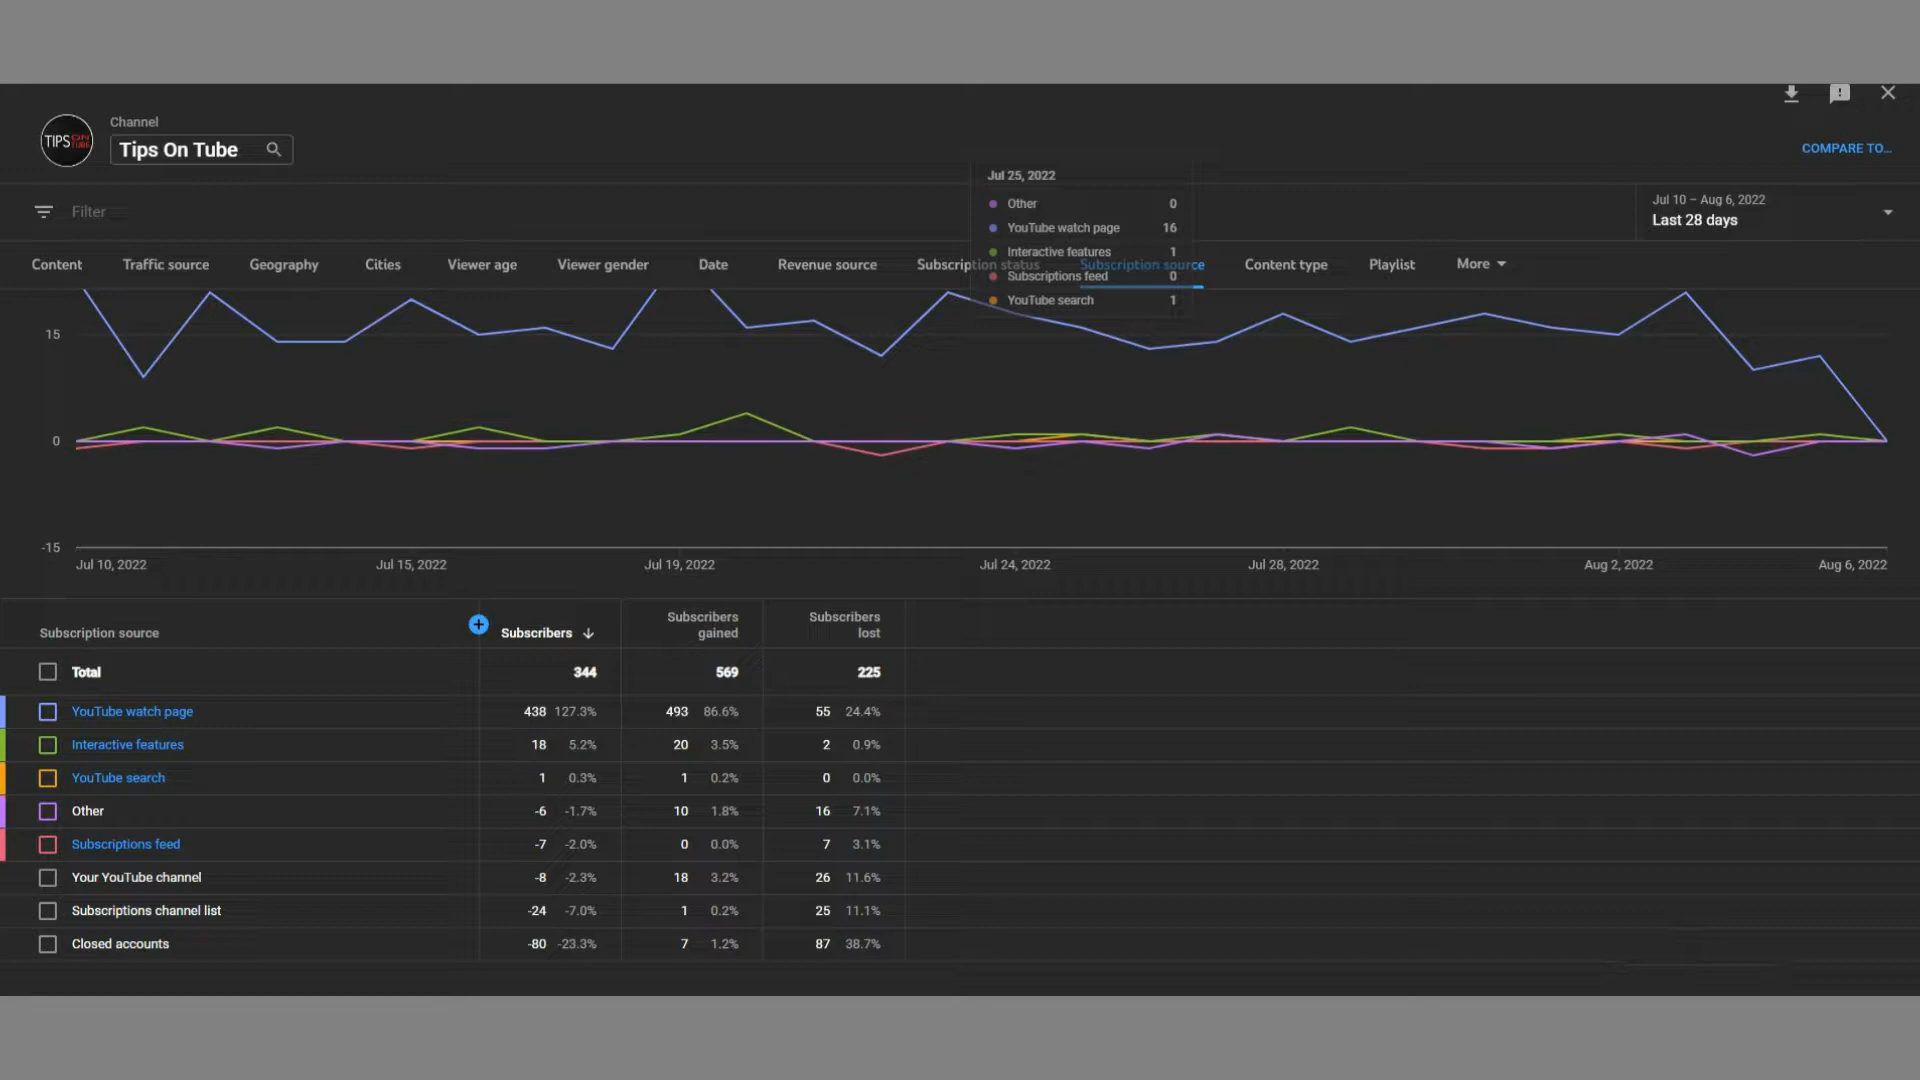 TIPS ON TUBE
Channel
Tips On Tube
COMPARE TO...
Filter
Jul 10 – Aug 6, 2022
Last 28 days
Jul 25, 2022
Other 0
YouTube watch page 16
Interactive features 1
Subscriptions feed 0
YouTube search 1
Content Traffic source Geography Cities Viewer age Viewer gender Date Revenue source Subscription status Subscription source Content type Playlist More
15
0
-15
Jul 10, 2022 Jul 15, 2022 Jul 19, 2022 Jul 24, 2022 Jul 28, 2022 Aug 2, 2022 Aug 6, 2022
Subscription source Subscribers Subscribers gained Subscribers lost
Total 344 569 225
YouTube watch page 438 127.3% 493 86.6% 55 24.4%
Interactive features 18 5.2% 20 3.5% 2 0.9%
YouTube search 1 0.3% 1 0.2% 0 0.0%
Other -6 -1.7% 10 1.8% 16 7.1%
Subscriptions feed -7 -2.0% 0 0.0% 7 3.1%
Your YouTube channel -8 -2.3% 18 3.2% 26 11.6%
Subscriptions channel list -24 -7.0% 1 0.2% 25 11.1%
Closed accounts -80 -23.3% 7 1.2% 87 38.7%